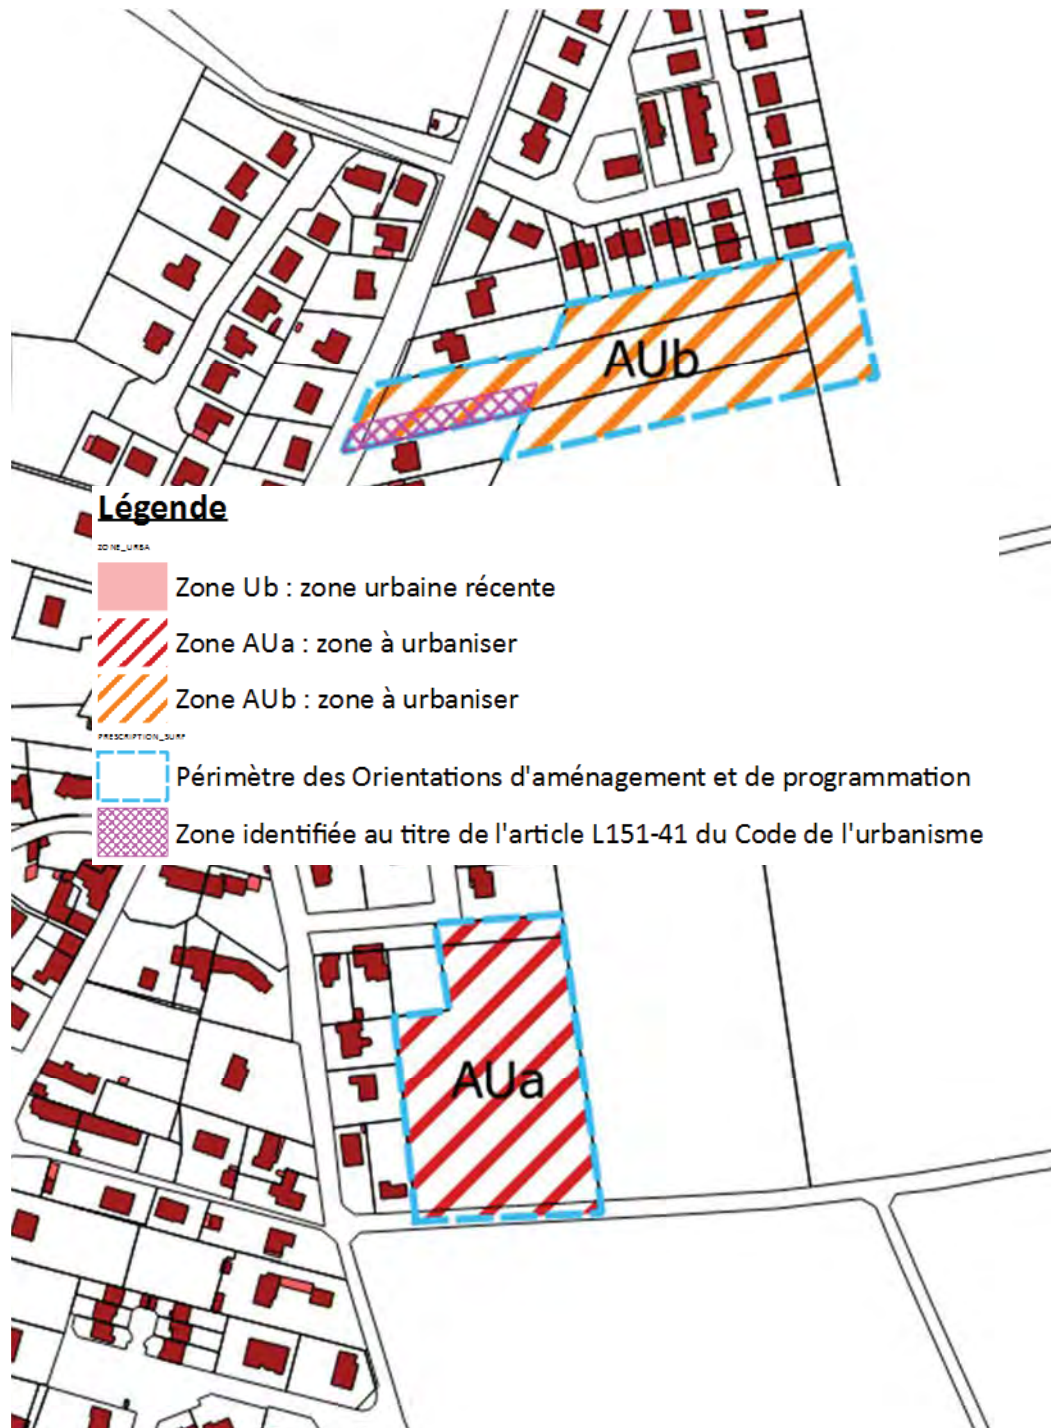 AUb
Légende
ZONE_URBA
Zone Ub : zone urbaine récente
Zone AUa : zone à urbaniser
Zone AUb : zone à urbaniser
PRESCRIPTION_SURF
Périmètre des Orientations d'aménagement et de programmation
Zone identifiée au titre de l'article L151-41 du Code de l'urbanisme
AUa